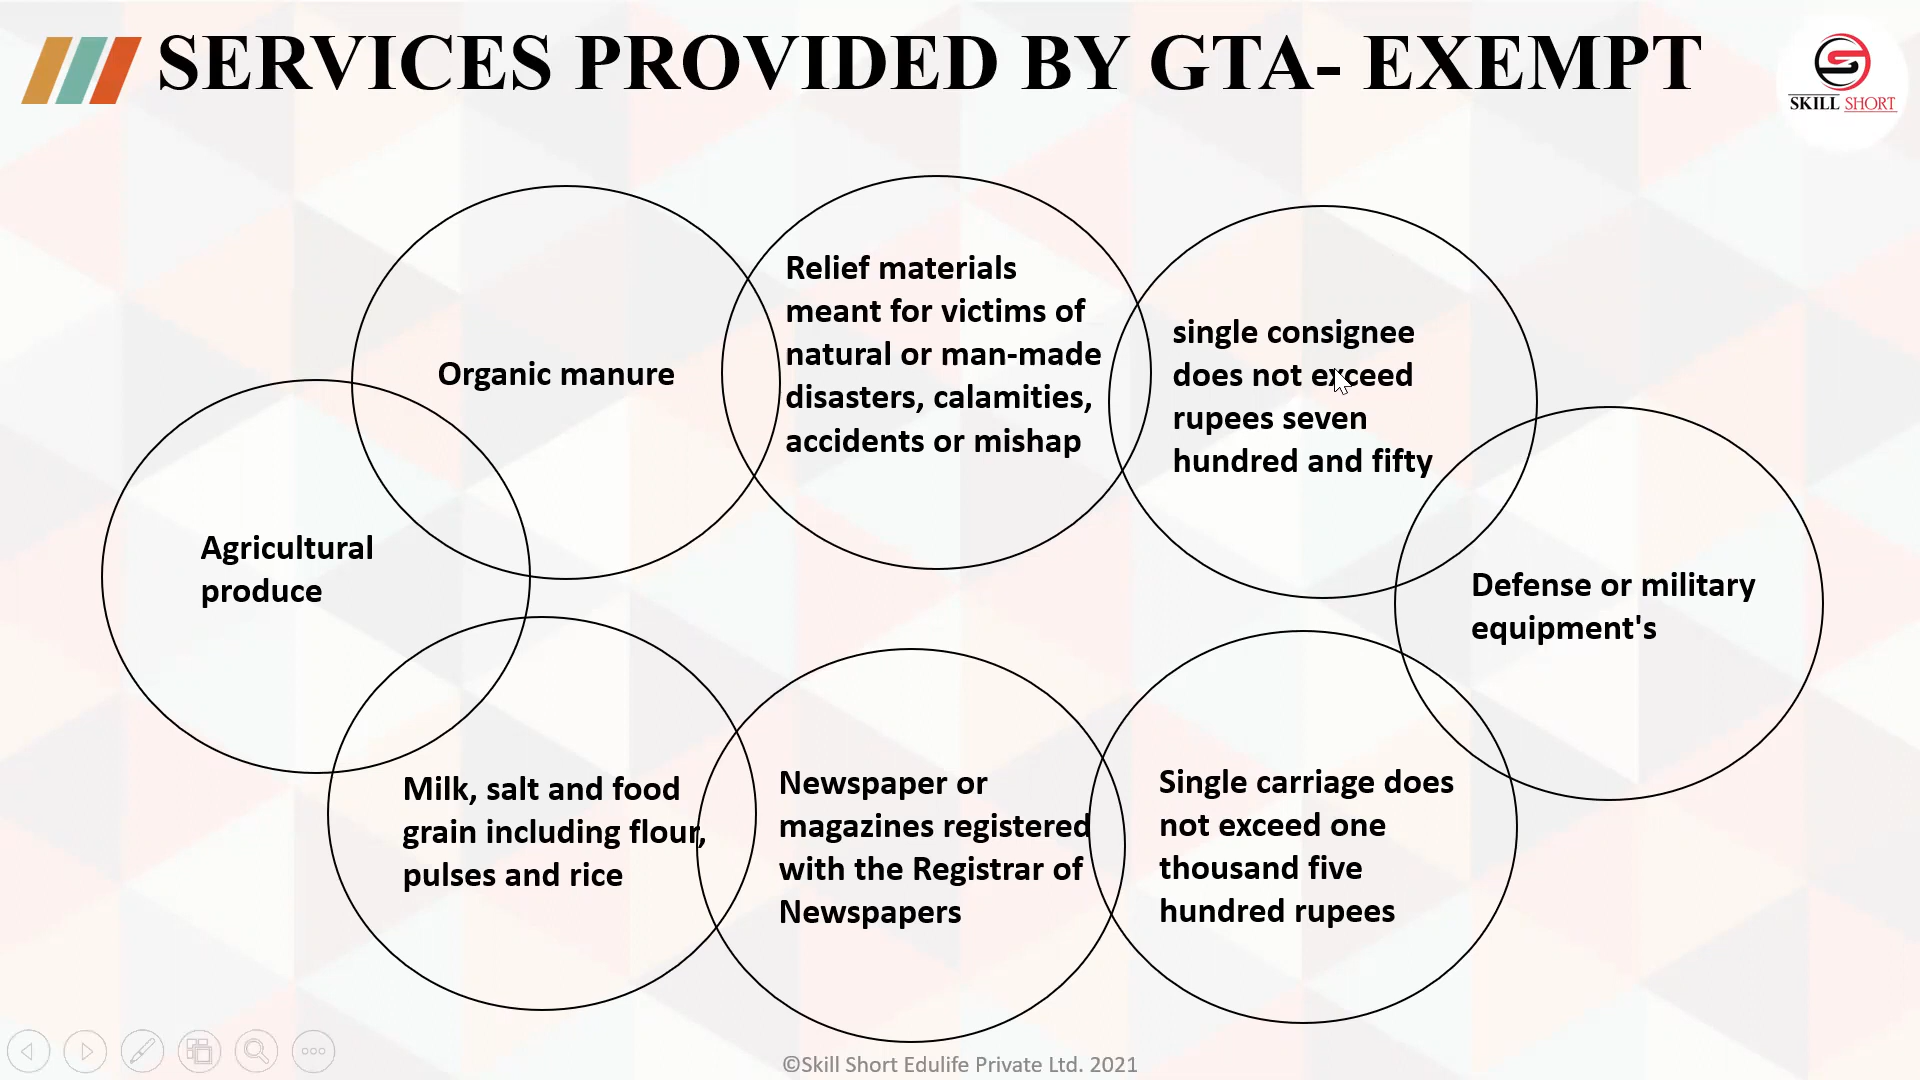 SERVICES PROVIDED BY GTA- EXEMPT
SKILL SHORT
Relief materials
meant for victims of
natural or man-made
disasters, calamities,
accidents or mishap
single consignee
does not exceed
rupees seven
hundred and fifty
Organic manure
Agricultural
produce
Defense or military
equipment's
Milk, salt and food
grain including flour,
pulses and rice
Newspaper or
magazines registered
with the Registrar of
Newspapers
Single carriage does
not exceed one
thousand five
hundred rupees
©Skill Short Edulife Private Ltd. 2021